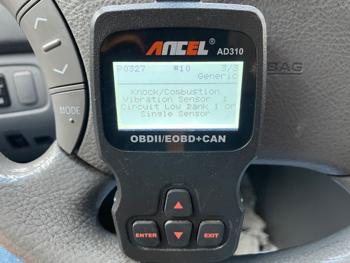 ANCEL
AD310
P0327 #10 3/3
Generic
Knock/Combustion
Vibration Sensor 1
Circuit Low Bank 1 or
Single Sensor
OBDII/EOBD+CAN
ENTER
EXIT
MODE
BAG